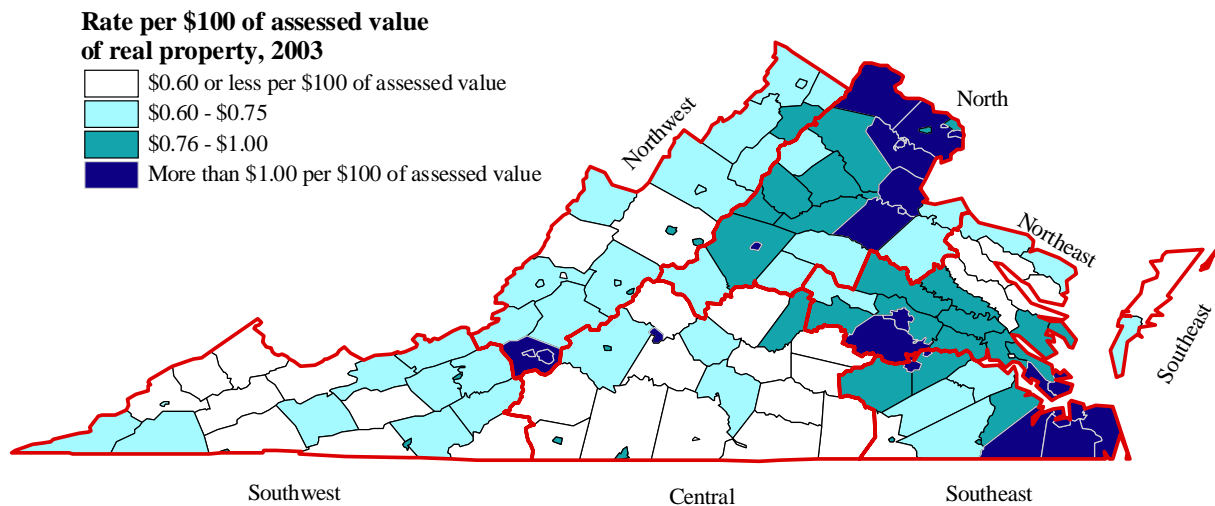 Rate per $100 of assessed value
of real property, 2003
$0.60 or less per $100 of assessed value
$0.60 - $0.75
$0.76 - $1.00
More than $1.00 per $100 of assessed value
North
Northwest
Northeast
Southeast
Southwest
Central
Southeast